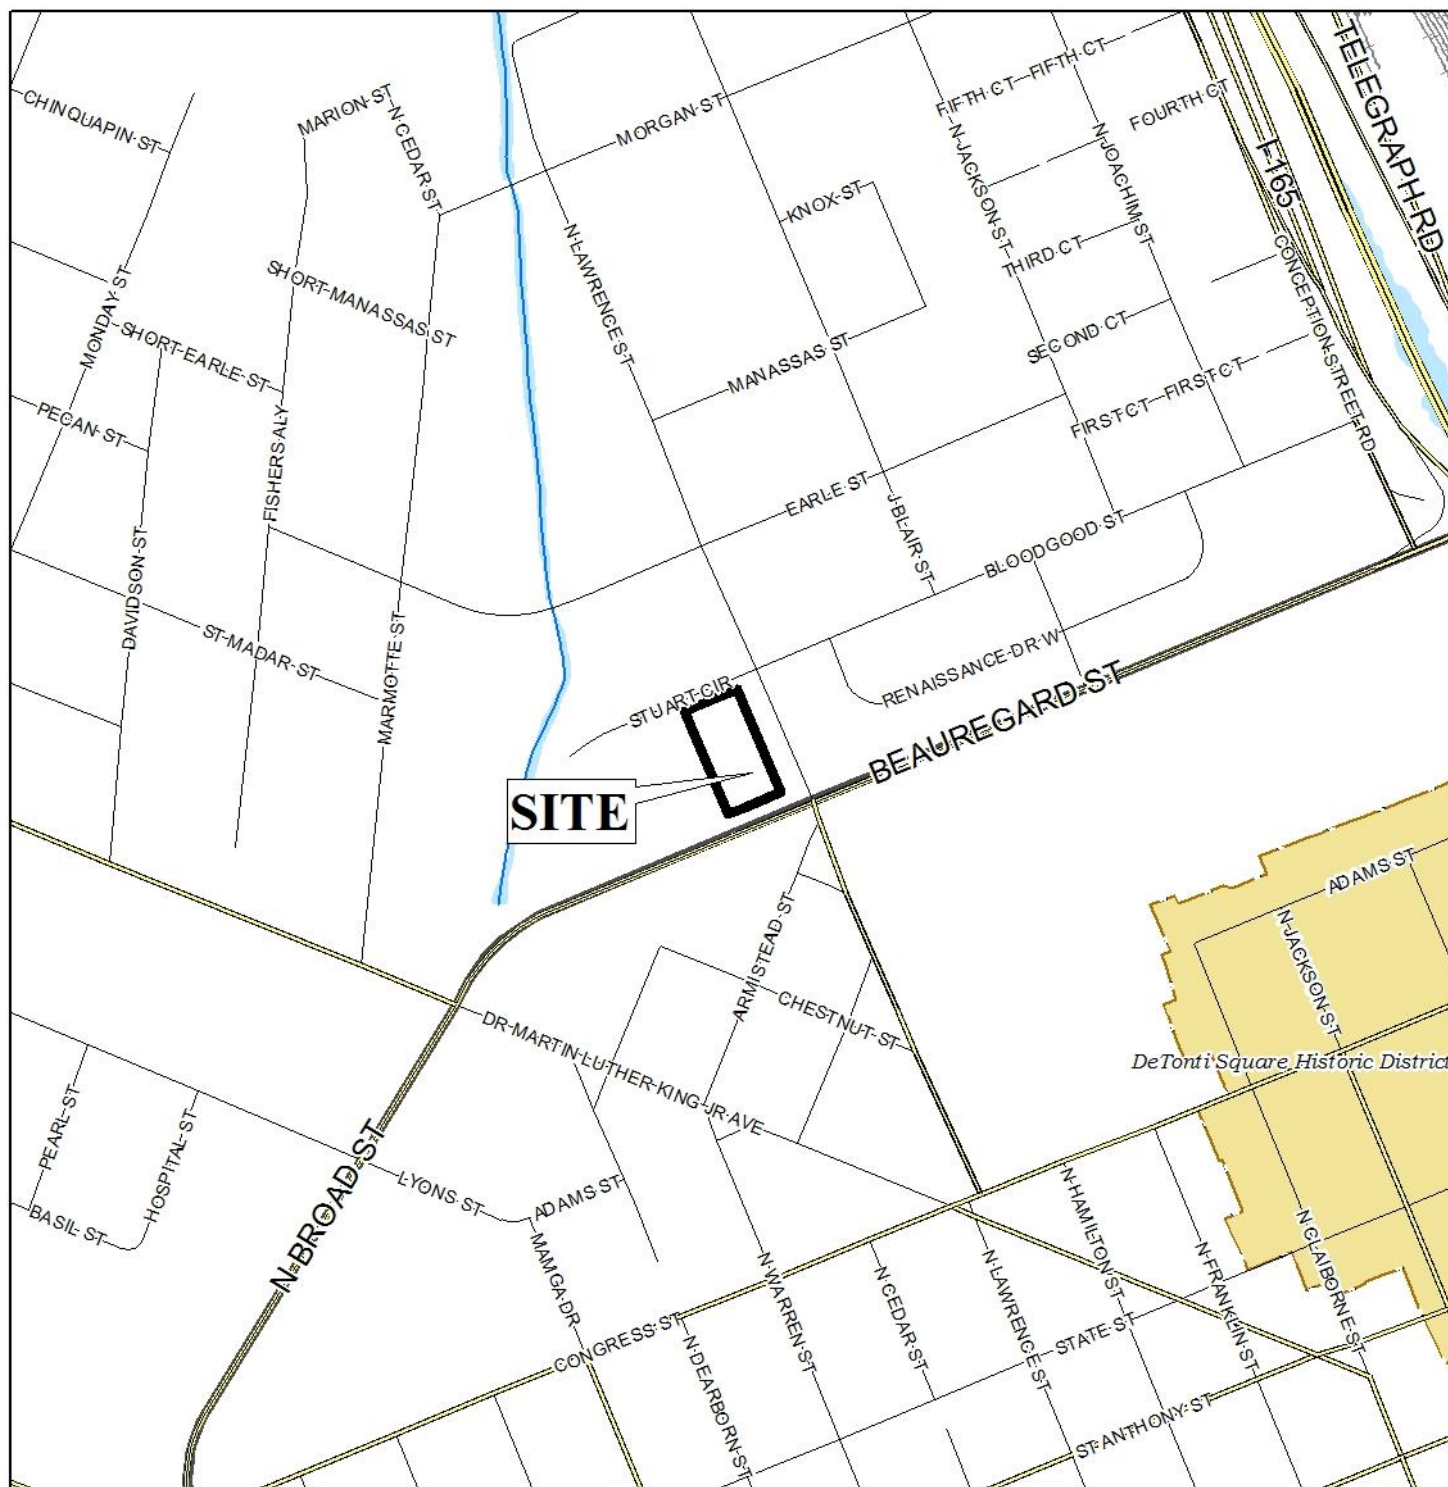 TELEGRAPH RD
FIFTH CT
FIFTH CT
CHINQUAPIN ST
MARION ST
N CEDAR ST
MORGAN ST
FOURTH CT
N JACKSON ST
N JOACHIM ST
I-165
KNOX ST
N LAWRENCE ST
THIRD CT
CONCEPTION STREET RD
MONDAY ST
SHORT MANASSAS ST
SHORT EARLE ST
MANASSAS ST
SECOND CT
FIRST CT
FIRST CT
PECAN ST
FISHERS ALY
EARLE ST
J BLAIR ST
BLOODGOOD ST
DAVIDSON ST
ST MADAR ST
MARMOTTE ST
STUART CIR
RENAISSANCE DR W
BEAUREGARD ST
SITE
ADAMS ST
ARMISTEAD ST
N JACKSON ST
CHESTNUT ST
DR MARTIN LUTHER KING JR AVE
DeTonti Square Historic District
PEARL ST
HOSPITAL ST
N BROAD ST
LYONS ST
ADAMS ST
BASIL ST
MAMGA DR
N HAMILTON ST
N CLAIBORNE ST
N WARREN ST
N CEDAR ST
N LAWRENCE ST
N FRANKLIN ST
CONGRESS ST
N DEARBORN ST
STATE ST
ST ANTHONY ST